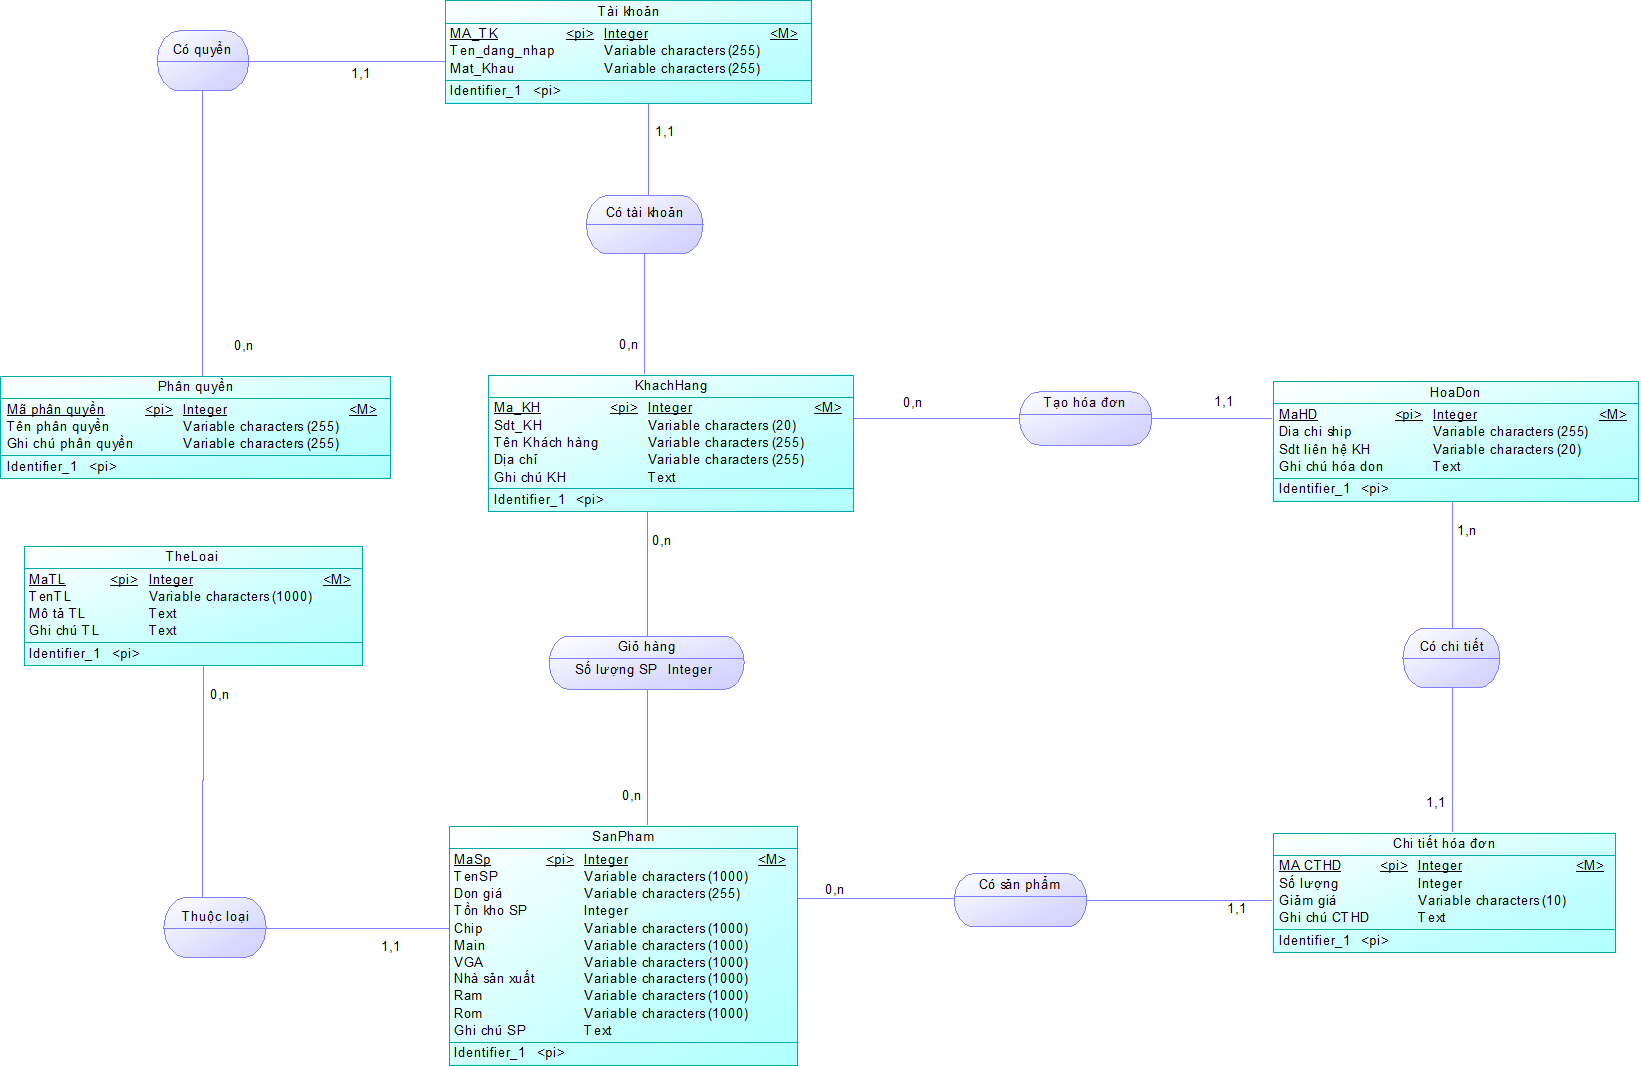 Tài khoản
MA_TK <pi> Integer <M>
Ten_dang_nhap Variable characters (255)
Mat_Khau Variable characters (255)
Identifier_1 <pi>
Có quyền
1,1
1,1
Có tài khoản
0,n
0,n
Phân quyền
Mã phân quyền <pi> Integer <M>
Tên phân quyền Variable characters (255)
Ghi chú phân quyền Variable characters (255)
Identifier_1 <pi>
KhachHang
Ma_KH <pi> Integer <M>
Sdt_KH Variable characters (20)
Tên Khách hàng Variable characters (255)
Dịa chỉ Variable characters (255)
Ghi chú KH Text
Identifier_1 <pi>
0,n
Tạo hóa đơn
1,1
HoaDon
MaHD <pi> Integer <M>
Dia chi ship Variable characters (255)
Sdt liên hệ KH Variable characters (20)
Ghi chú hóa don Text
Identifier_1 <pi>
0,n
1,n
TheLoai
MaTL <pi> Integer <M>
TenTL Variable characters (1000)
Mô tả TL Text
Ghi chú TL Text
Identifier_1 <pi>
0,n
Giỏ hàng
Số lượng SP Integer
Có chi tiết
0,n
1,1
SanPham
MaSp <pi> Integer <M>
TenSP Variable characters (1000)
Don giá Variable characters (255)
Tồn kho SP Integer
Chip Variable characters (1000)
Main Variable characters (1000)
VGA Variable characters (1000)
Nhà sản xuất Variable characters (1000)
Ram Variable characters (1000)
Rom Variable characters (1000)
Ghi chú SP Text
Identifier_1 <pi>
Thuộc loại
1,1
0,n
Có sản phẩm
1,1
Chi tiết hóa đơn
MA CTHD <pi> Integer <M>
Số lượng Integer
Giảm giá Variable characters (10)
Ghi chú CTHD Text
Identifier_1 <pi>